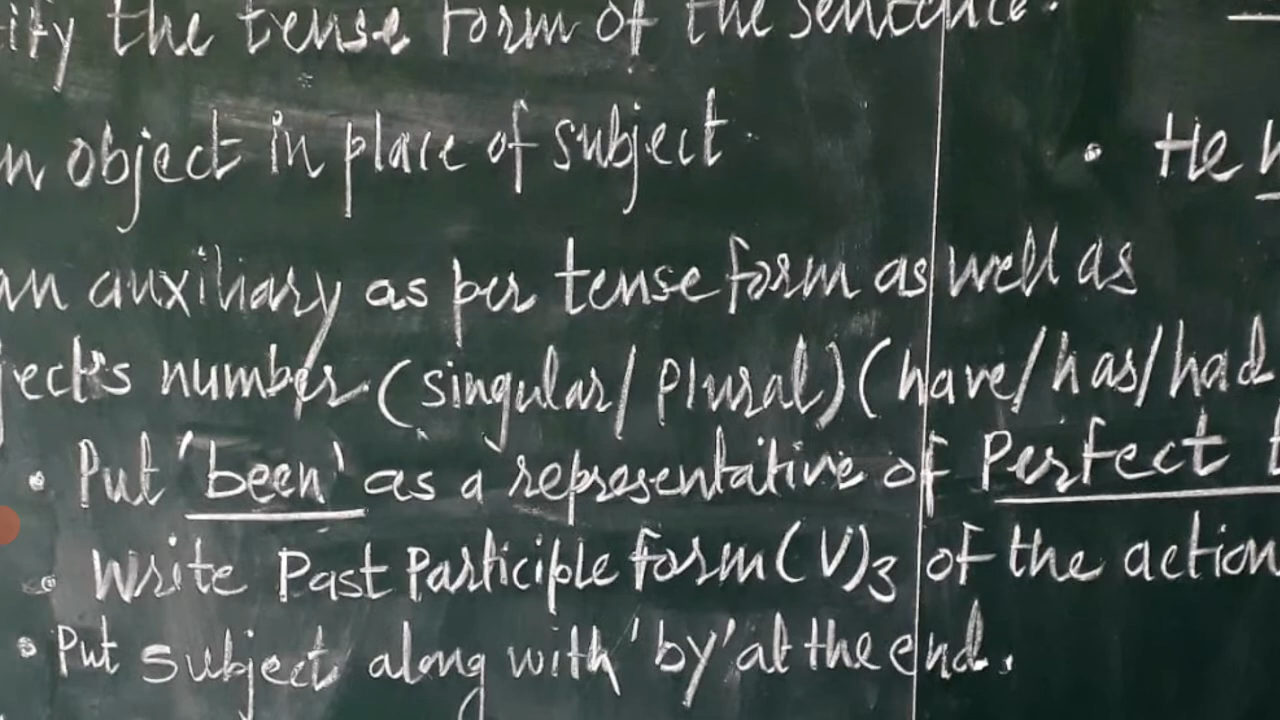 ify the tense form of the sentence.
n object in place of subject
• He
an auxiliary as per tense form as well as
ject's number (singular/Plural) (have/has/had
• Put 'been' as a representative of Perfect t
• Write Past Participle form (V)3 of the action
• Put subject along with 'by' at the end.